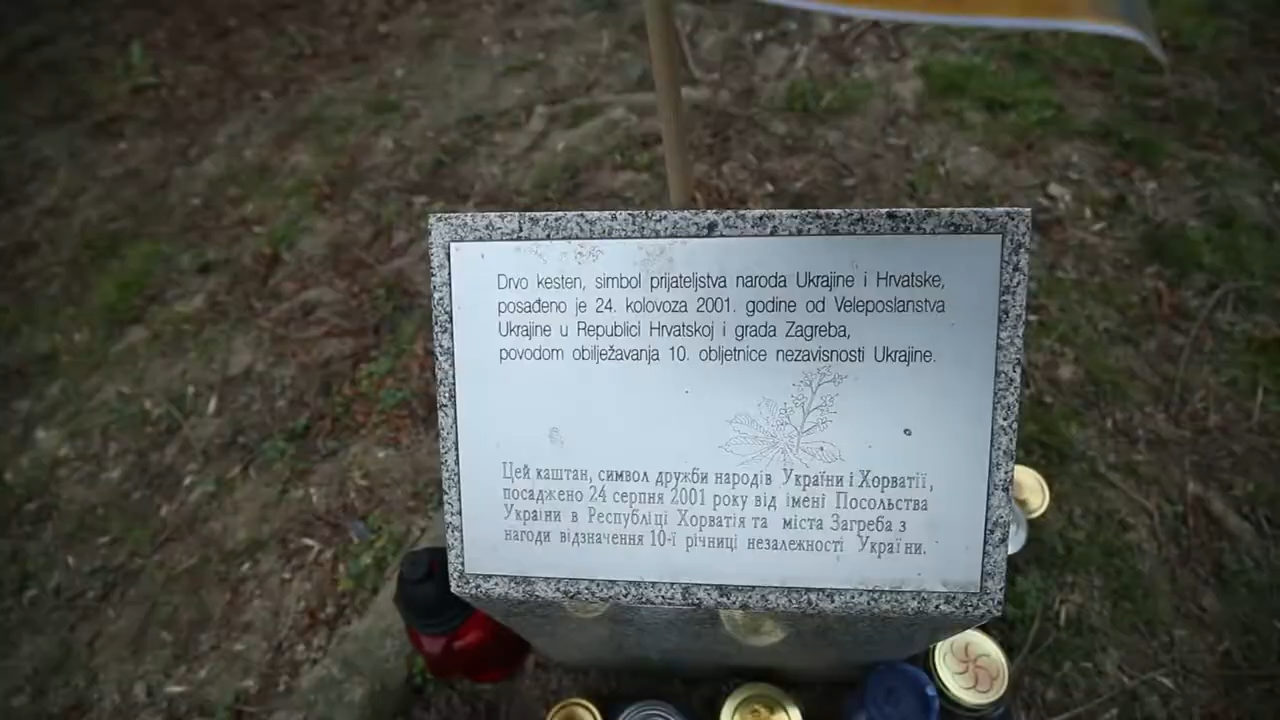 Drvo kesten, simbol prijateljstva naroda Ukrajine i Hrvatske,
posađeno je 24. kolovoza 2001. godine od Veleposlanstva
Ukrajine u Republici Hrvatskoj i grada Zagreba,
povodom obilježavanja 10. obljetnice nezavisnosti Ukrajine.
Цей каштан, символ дружби народів України і Хорватії,
посаджено 24 серпня 2001 року від імені Посольства
України в Республіці Хорватія та міста Загреба з
нагоди відзначення 10-ї річниці незалежності України.